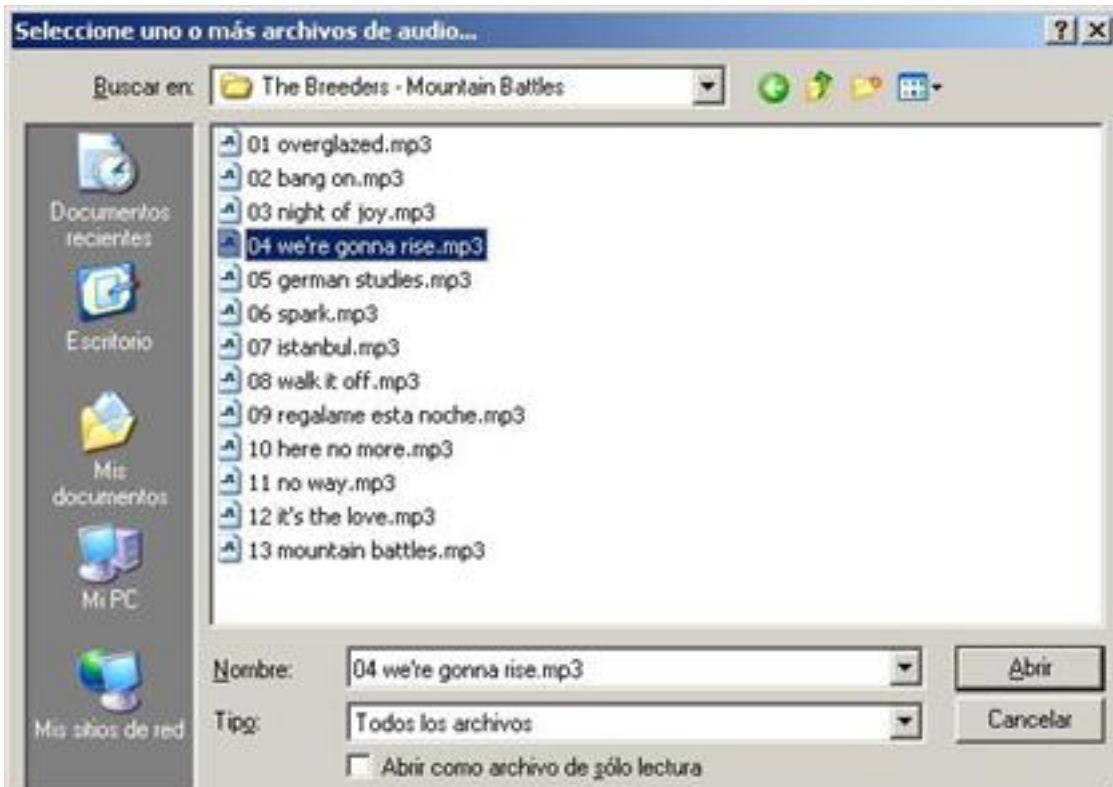 Seleccione uno o más archivos de audio...
Buscar en: The Breeders - Mountain Battles
Documentos
recientes
Escritorio
Mis
documentos
Mi PC
Mis sitios de red
01 overglazed.mp3
02 bang on.mp3
03 night of joy.mp3
04 we're gonna rise.mp3
05 german studies.mp3
06 spark.mp3
07 istanbul.mp3
08 walk it off.mp3
09 regalame esta noche.mp3
10 here no more.mp3
11 no way.mp3
12 it's the love.mp3
13 mountain battles.mp3
Nombre: 04 we're gonna rise.mp3 Abrir
Tipo: Todos los archivos Cancelar
Abrir como archivo de sólo lectura